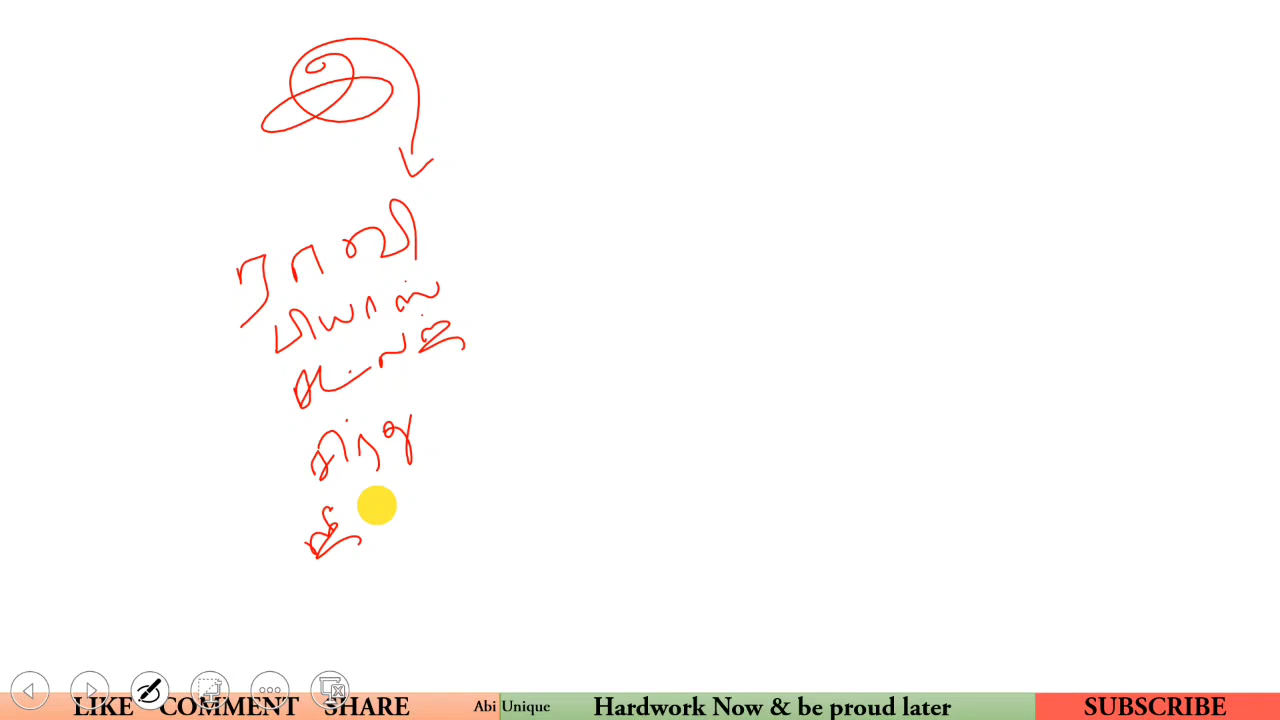 இ
ராவி
பியாஸ்
சட்லஜ்
சிந்து
ஜீ
LIKE COMMENT SHARE Abi Unique Hardwork Now & be proud later SUBSCRIBE